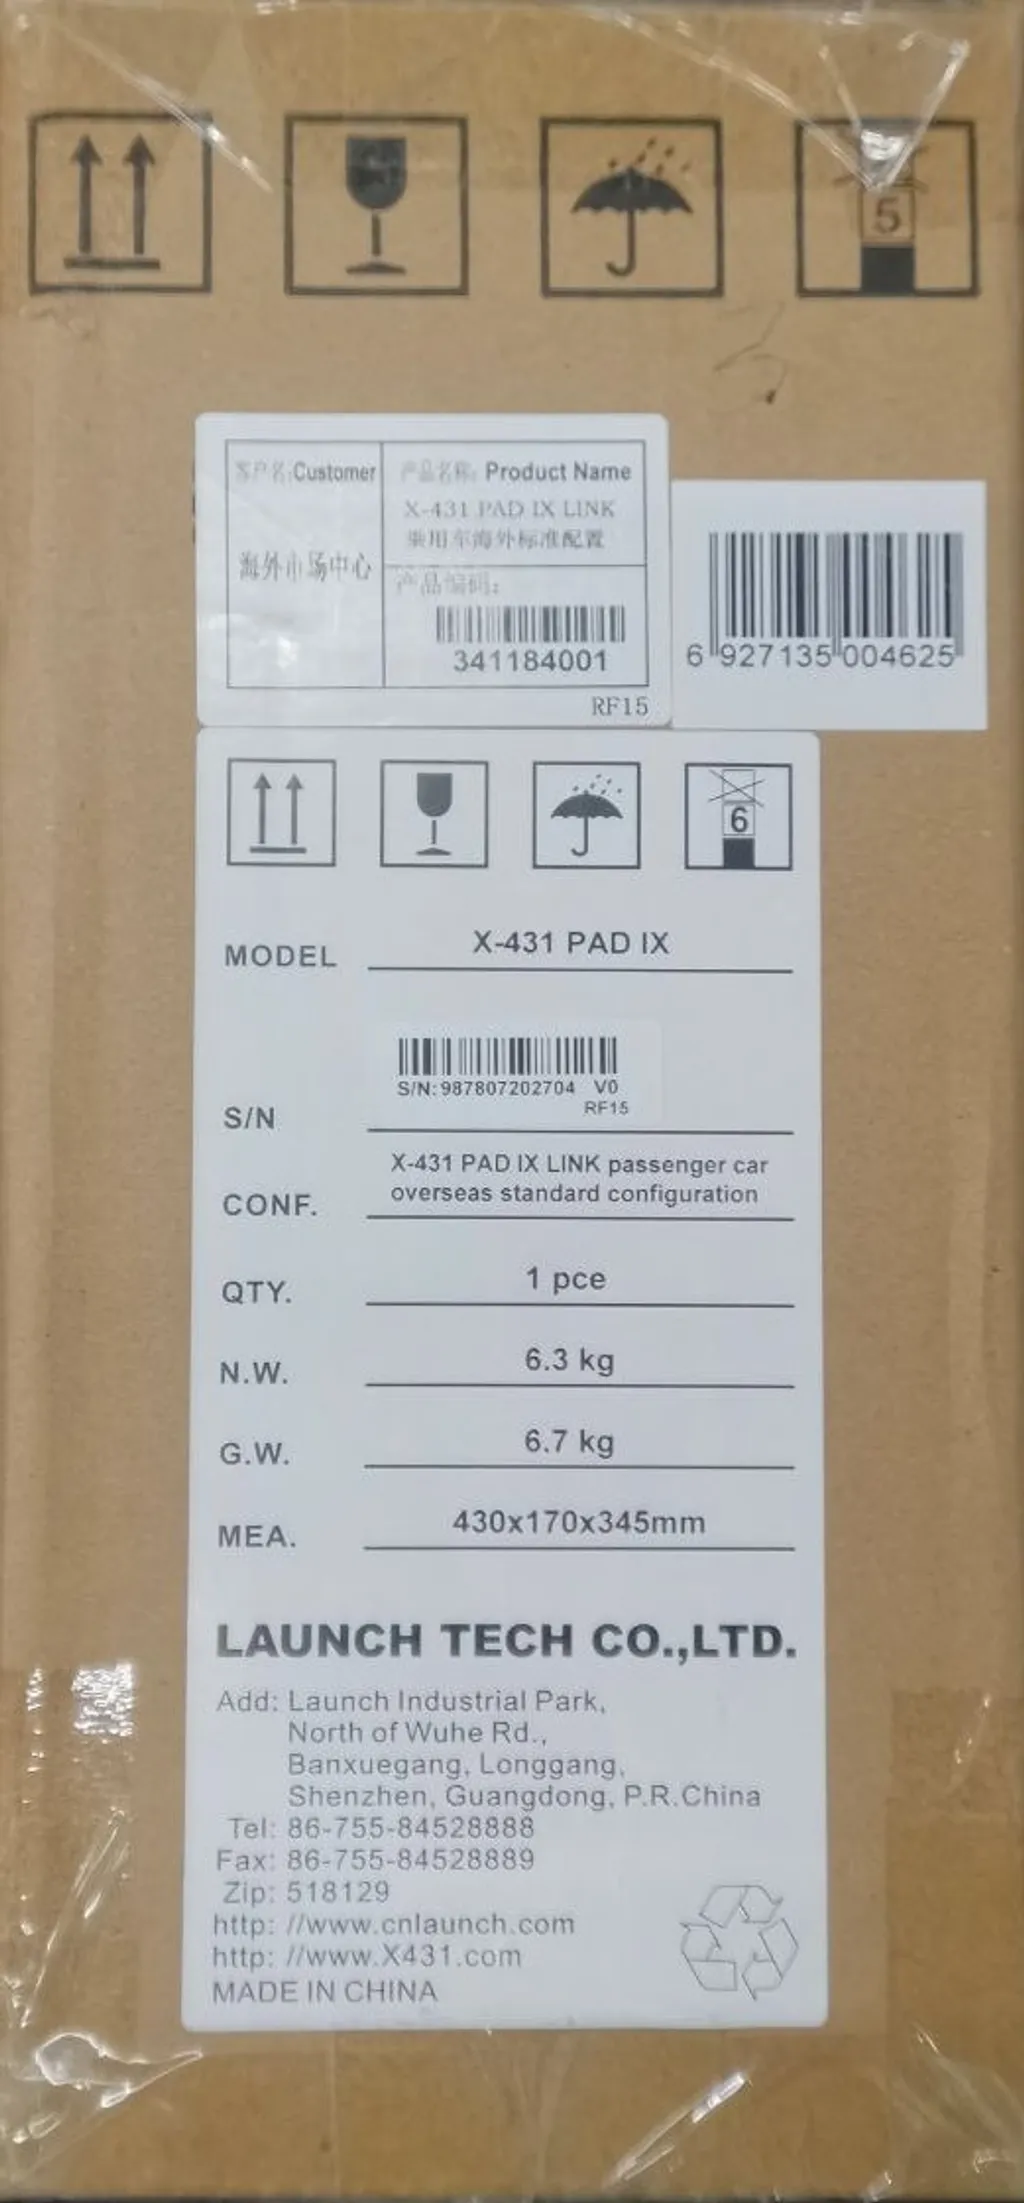 5
客户名:Customer
产品名称: Product Name
X-431 PAD IX LINK
乘用车海外标准配置
海外市场中心
产品编码:
341184001
RF15
6 927135 004625
6
MODEL X-431 PAD IX
S/N: 987807202704 V0
RF15
S/N
X-431 PAD IX LINK passenger car
overseas standard configuration
CONF.
QTY. 1 pce
N.W. 6.3 kg
G.W. 6.7 kg
MEA. 430x170x345mm
LAUNCH TECH CO.,LTD.
Add: Launch Industrial Park,
North of Wuhe Rd.,
Banxuegang, Longgang,
Shenzhen, Guangdong, P.R.China
Tel: 86-755-84528888
Fax: 86-755-84528889
Zip: 518129
http: //www.cnlaunch.com
http: //www.X431.com
MADE IN CHINA